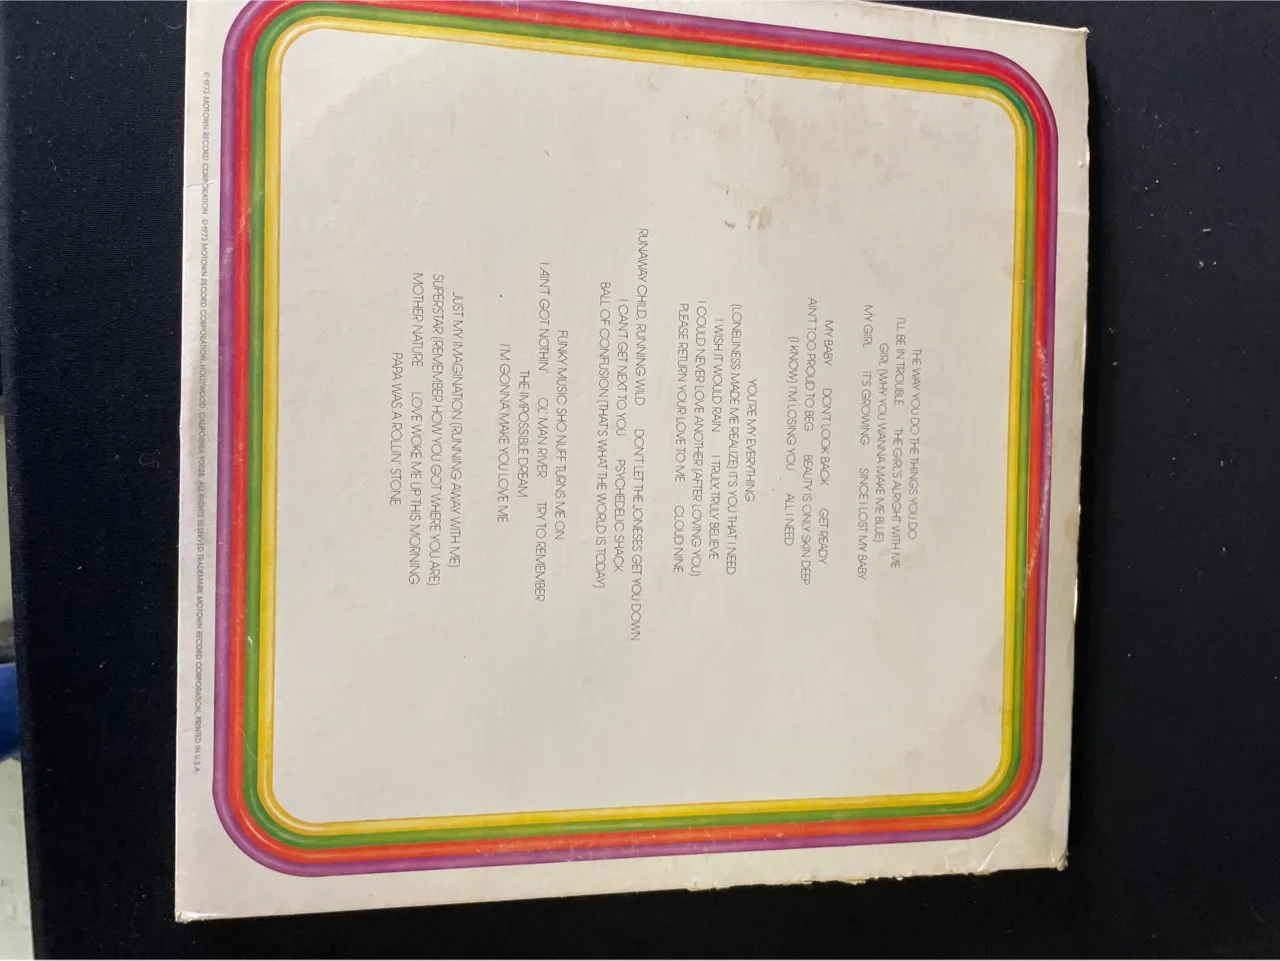 THE WAY YOU DO THE THINGS YOU DO
I'LL BE IN TROUBLE THE GIRL'S ALRIGHT WITH ME
GIRL (WHY YOU WANNA MAKE ME BLUE)
MY GIRL IT'S GROWING SINCE I LOST MY BABY
MY BABY DON'T LOOK BACK GET READY
AIN'T TOO PROUD TO BEG BEAUTY IS ONLY SKIN DEEP
(I KNOW) I'M LOSING YOU ALL I NEED
YOU'RE MY EVERYTHING
(LONELINESS MADE ME REALIZE) IT'S YOU THAT I NEED
I WISH IT WOULD RAIN I TRULY, TRULY BELIEVE
I COULD NEVER LOVE ANOTHER (AFTER LOVING YOU)
PLEASE RETURN YOUR LOVE TO ME CLOUD NINE
RUNAWAY CHILD, RUNNING WILD DON'T LET THE JONESES GET YOU DOWN
I CAN'T GET NEXT TO YOU PSYCHEDELIC SHACK
BALL OF CONFUSION (THAT'S WHAT THE WORLD IS TODAY)
FUNKY MUSIC SHO NUFF TURNS ME ON
I AIN'T GOT NOTHIN' OL' MAN RIVER TRY TO REMEMBER
THE IMPOSSIBLE DREAM
I'M GONNA MAKE YOU LOVE ME
JUST MY IMAGINATION (RUNNING AWAY WITH ME)
SUPERSTAR (REMEMBER HOW YOU GOT WHERE YOU ARE)
MOTHER NATURE LOVE WOKE ME UP THIS MORNING
PAPA WAS A ROLLIN' STONE
℗1973 MOTOWN RECORD CORPORATION ©1973 MOTOWN RECORD CORPORATION, HOLLYWOOD CALIFORNIA 90028 ALL RIGHTS RESERVED TRADEMARK MOTOWN RECORD CORPORATION, PRINTED IN U.S.A.